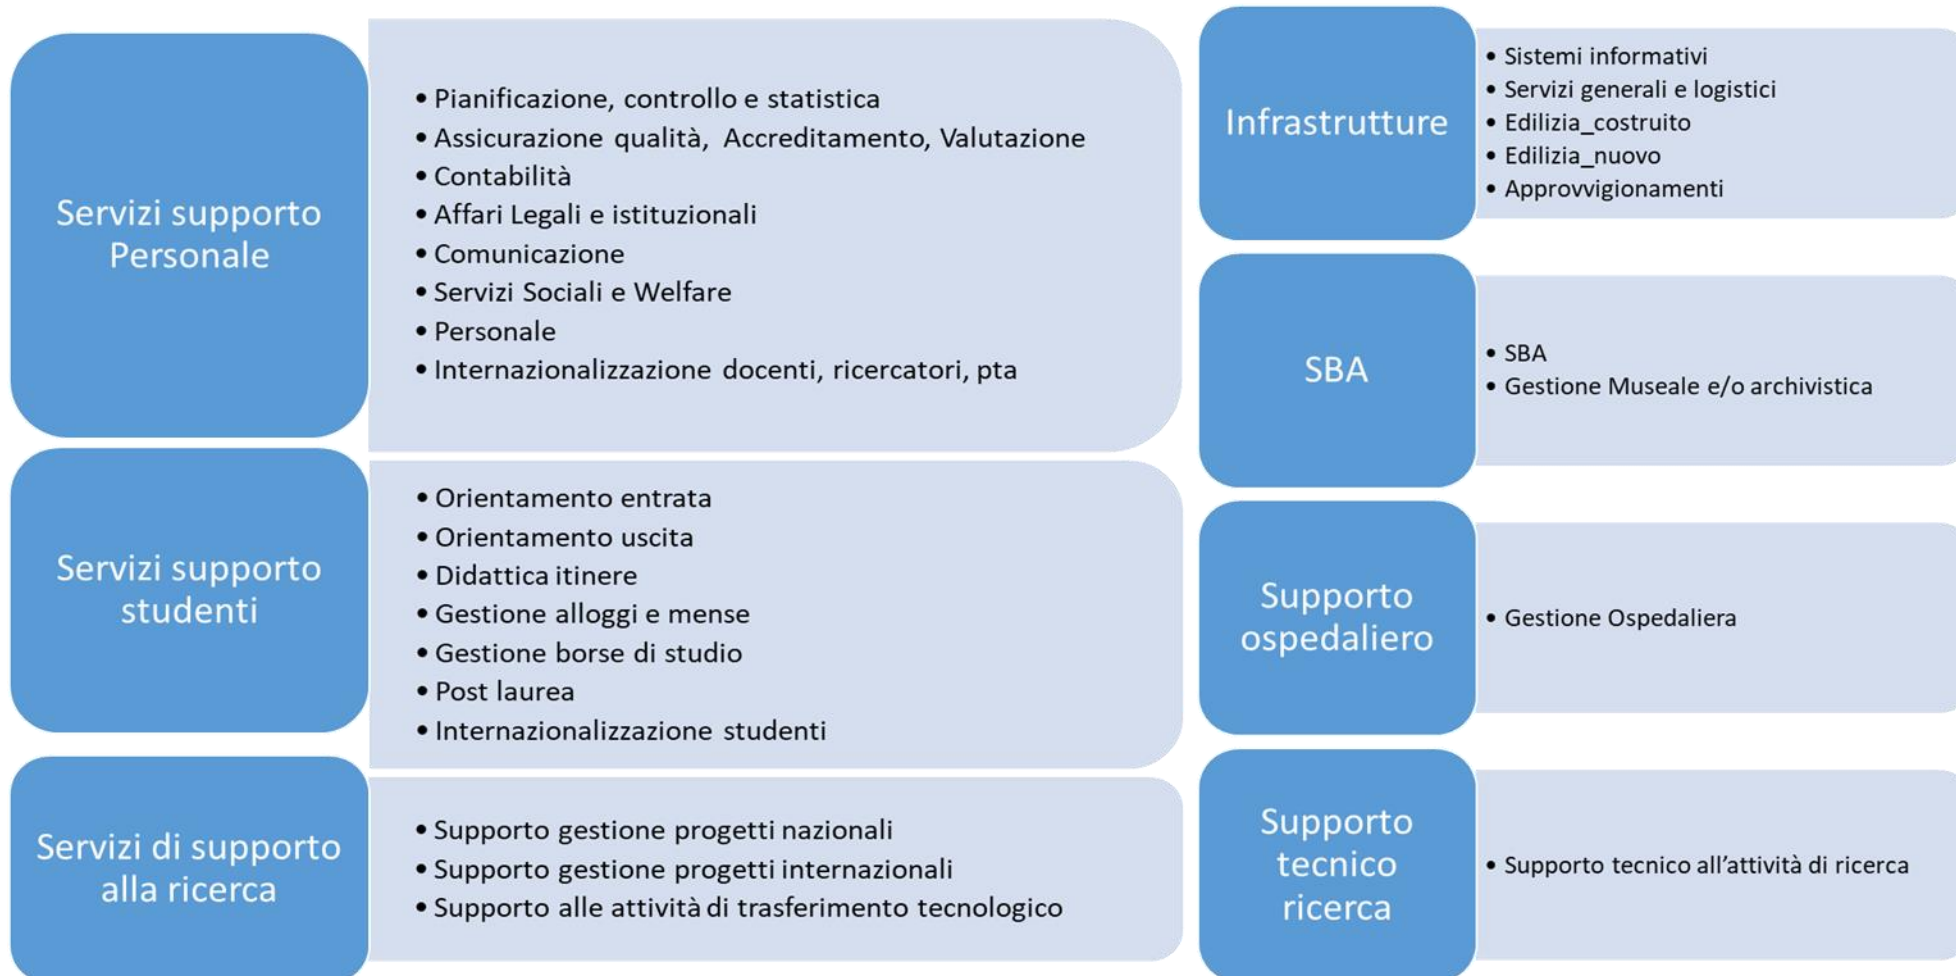 Servizi supporto
Personale
• Pianificazione, controllo e statistica
• Assicurazione qualità, Accreditamento, Valutazione
• Contabilità
• Affari Legali e istituzionali
• Comunicazione
• Servizi Sociali e Welfare
• Personale
• Internazionalizzazione docenti, ricercatori, pta
Servizi supporto
studenti
• Orientamento entrata
• Orientamento uscita
• Didattica itinere
• Gestione alloggi e mense
• Gestione borse di studio
• Post laurea
• Internazionalizzazione studenti
Servizi di supporto
alla ricerca
• Supporto gestione progetti nazionali
• Supporto gestione progetti internazionali
• Supporto alle attività di trasferimento tecnologico
Infrastrutture
• Sistemi informativi
• Servizi generali e logistici
• Edilizia_costruito
• Edilizia_nuovo
• Approvvigionamenti
SBA
• SBA
• Gestione Museale e/o archivistica
Supporto
ospedaliero
• Gestione Ospedaliera
Supporto
tecnico
ricerca
• Supporto tecnico all’attività di ricerca